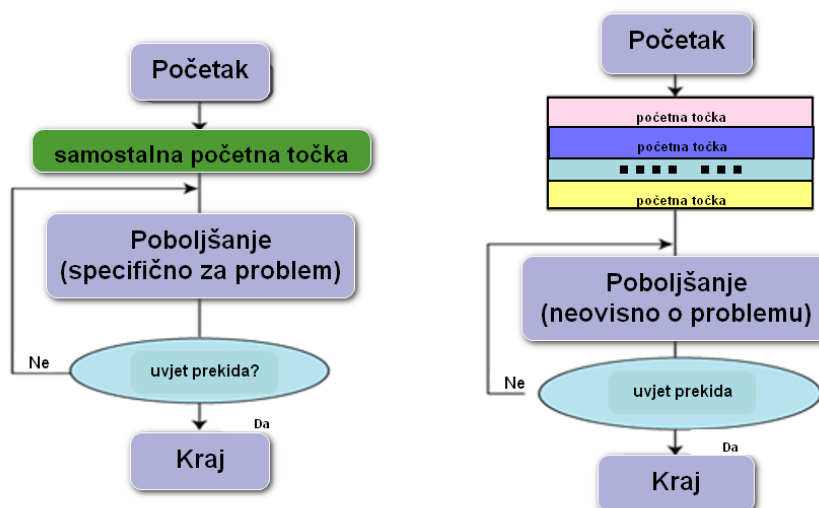 Početak
samostalna početna točka
Poboljšanje
(specifično za problem)
Ne
uvjet prekida?
Da
Kraj
Početak
početna točka
početna točka
početna točka
Poboljšanje
(neovisno o problemu)
Ne
uvjet prekida
Da
Kraj